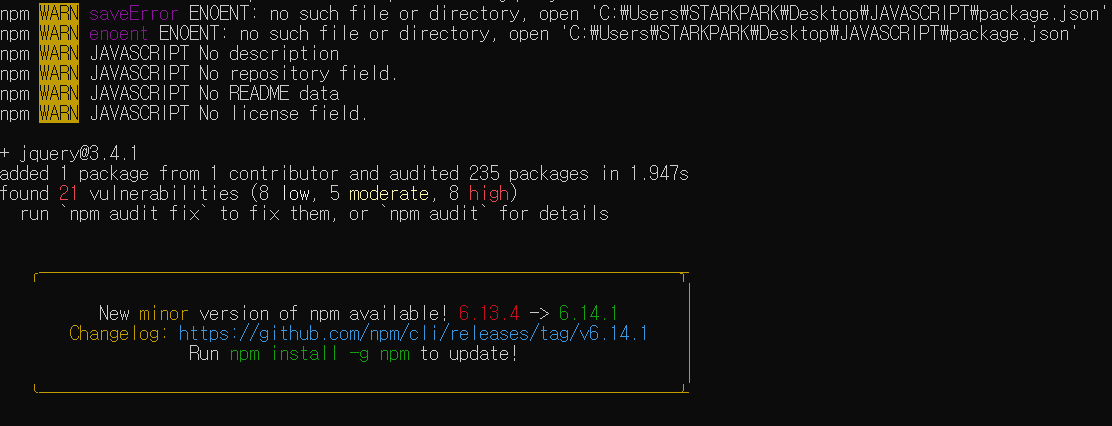 npm WARN saveError ENOENT: no such file or directory, open 'C:₩Users₩STARKPARK₩Desktop₩JAVASCRIPT₩package.json'
npm WARN enoent ENOENT: no such file or directory, open 'C:₩Users₩STARKPARK₩Desktop₩JAVASCRIPT₩package.json'
npm WARN JAVASCRIPT No description
npm WARN JAVASCRIPT No repository field.
npm WARN JAVASCRIPT No README data
npm WARN JAVASCRIPT No license field.
+ jquery@3.4.1
added 1 package from 1 contributor and audited 235 packages in 1.947s
found 21 vulnerabilities (8 low, 5 moderate, 8 high)
run `npm audit fix` to fix them, or `npm audit` for details
New minor version of npm available! 6.13.4 -> 6.14.1
Changelog: https://github.com/npm/cli/releases/tag/v6.14.1
Run npm install -g npm to update!